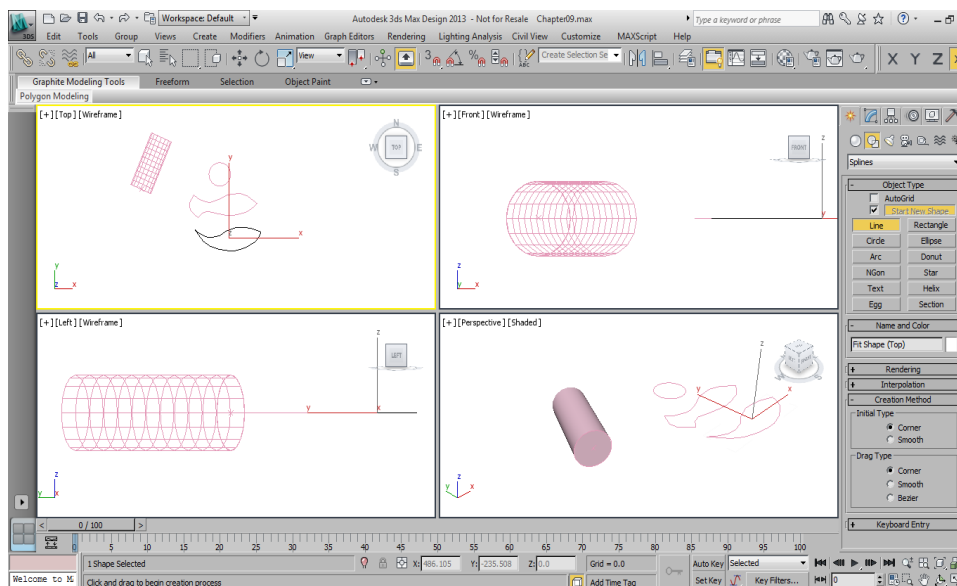 Workspace: Default
Autodesk 3ds Max Design 2013 - Not for Resale Chapter09.max
Type a keyword or phrase
3DS
Edit Tools Group Views Create Modifiers Animation Graph Editors Rendering Lighting Analysis Civil View Customize MAXScript Help
All View 3 Create Selection Se X Y Z
Graphite Modeling Tools Freeform Selection Object Paint
Polygon Modeling
[+][Top][Wireframe]
N
W TOP E
S
y
x
z
y
z x
[+][Front][Wireframe]
FRONT
z
y
z
y x
[+][Left][Wireframe]
LEFT
z
y
x
z
y x
[+][Perspective][Shaded]
z
y x
z
y x
Splines
Object Type
AutoGrid
Start New Shape
Line Rectangle
Circle Ellipse
Arc Donut
NGon Star
Text Helix
Egg Section
Name and Color
Fit Shape (Top)
Rendering
Interpolation
Creation Method
Initial Type
Corner
Smooth
Drag Type
Corner
Smooth
Bezier
Keyboard Entry
0 / 100
0 5 10 15 20 25 30 35 40 45 50 55 60 65 70 75 80 85 90 95 100
1 Shape Selected X: 486.105 Y: -235.508 Z: 0.0 Grid = 0.0 Auto Key Selected
Welcome to M Click and drag to begin creation process Add Time Tag Set Key Key Filters... 0